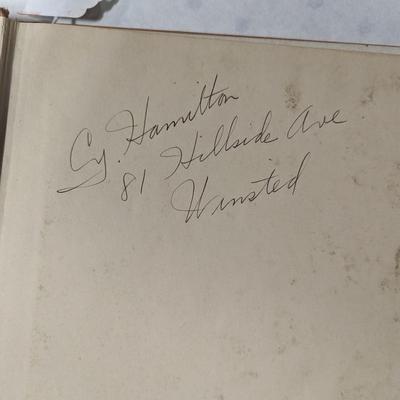 Cy. Hamilton
81 Hillside Ave.
Winsted